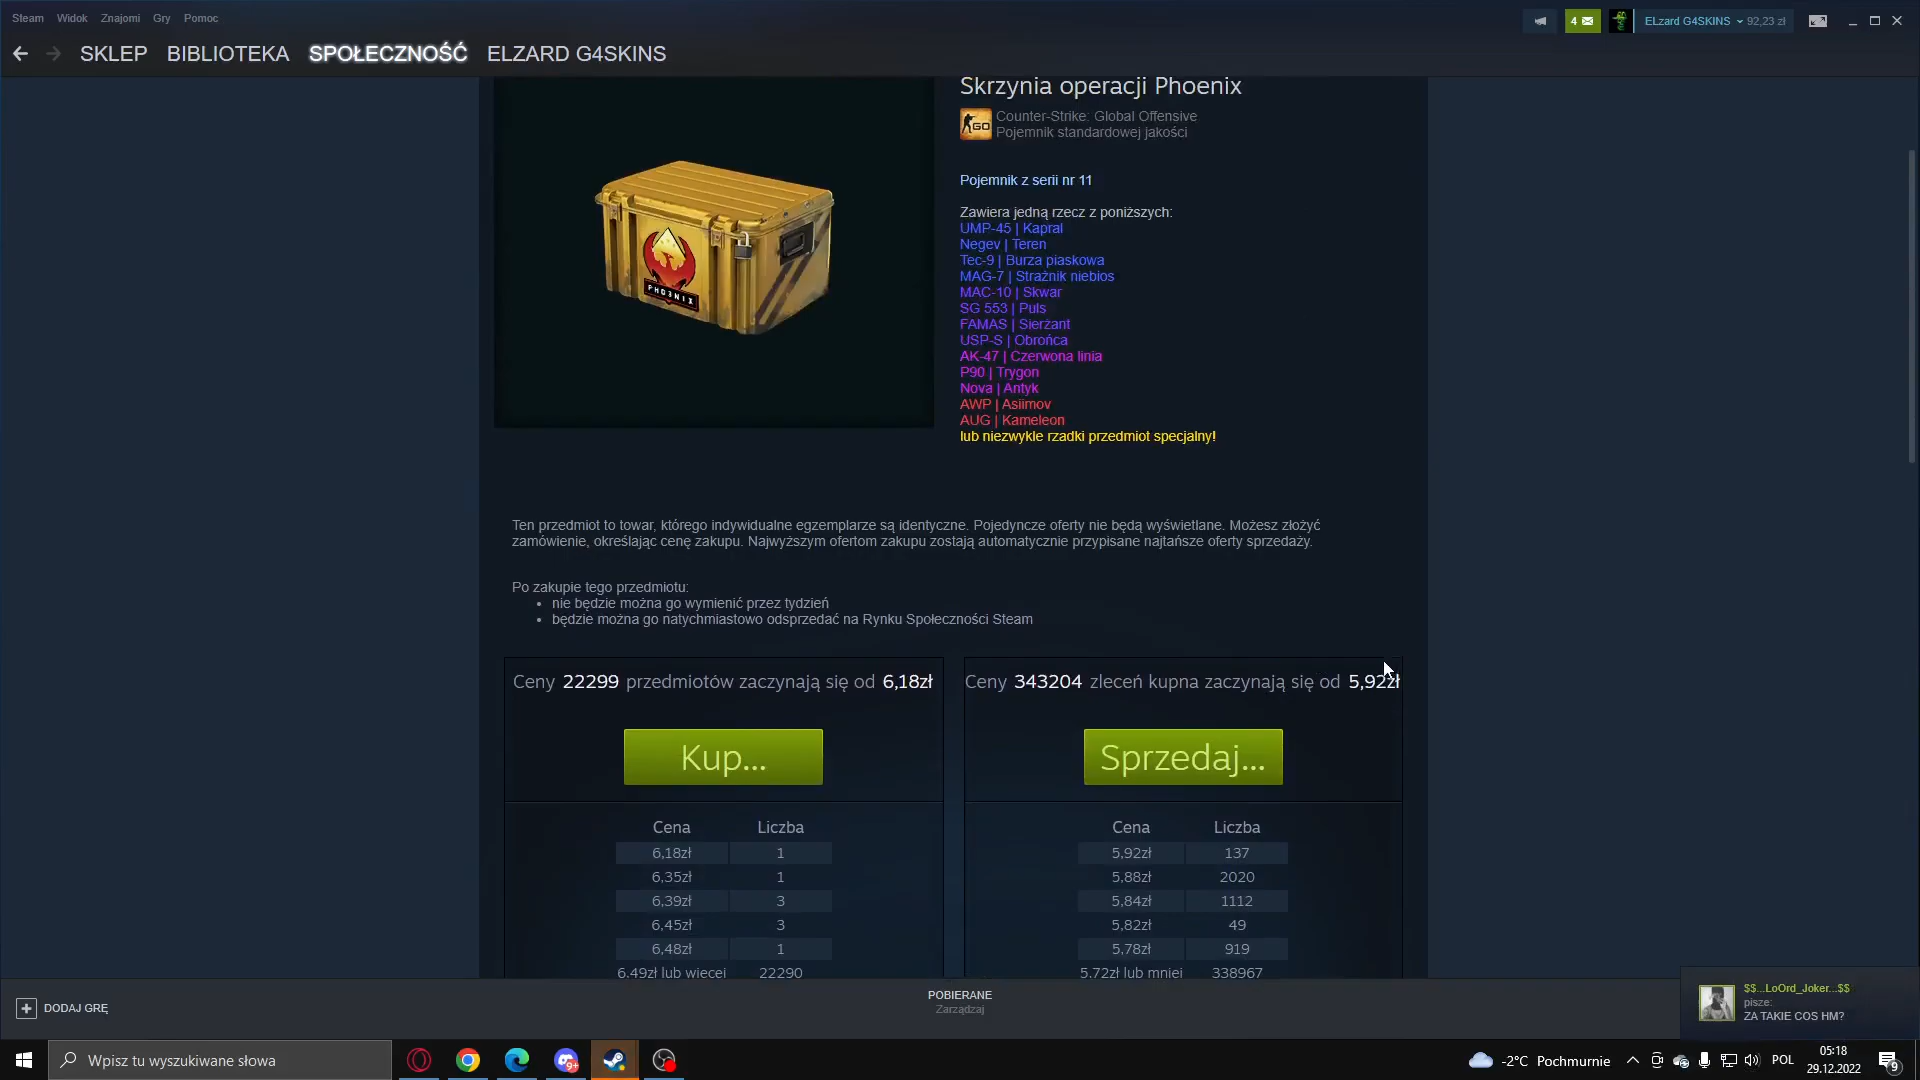 Steam Widok Znajomi Gry Pomoc
4 ELzard G4SKINS 92,23 zł
SKLEP BIBLIOTEKA SPOŁECZNOŚĆ ELZARD G4SKINS
Skrzynia operacji Phoenix
GO
Counter-Strike: Global Offensive
Pojemnik standardowej jakości
PHOENIX
Pojemnik z serii nr 11
Zawiera jedną rzecz z poniższych:
UMP-45 | Kapral
Negev | Teren
Tec-9 | Burza piaskowa
MAG-7 | Strażnik niebios
MAC-10 | Skwar
SG 553 | Puls
FAMAS | Sierżant
USP-S | Obrońca
AK-47 | Czerwona linia
P90 | Trygon
Nova | Antyk
AWP | Asiimov
AUG | Kameleon
lub niezwykle rzadki przedmiot specjalny!
Ten przedmiot to towar, którego indywidualne egzemplarze są identyczne. Pojedyncze oferty nie będą wyświetlane. Możesz złożyć
zamówienie, określając cenę zakupu. Najwyższym ofertom zakupu zostają automatycznie przypisane najtańsze oferty sprzedaży.
Po zakupie tego przedmiotu:
• nie będzie można go wymienić przez tydzień
• będzie można go natychmiastowo odsprzedać na Rynku Społeczności Steam
Ceny 22299 przedmiotów zaczynają się od 6,18zł
Kup...
Cena Liczba
6,18zł 1
6,35zł 1
6,39zł 3
6,45zł 3
6,48zł 1
6,49zł lub więcej 22290
Ceny 343204 zleceń kupna zaczynają się od 5,92zł
Sprzedaj...
Cena Liczba
5,92zł 137
5,88zł 2020
5,84zł 1112
5,82zł 49
5,78zł 919
5,72zł lub mniej 338967
DODAJ GRĘ
POBIERANE
Zarządzaj
$$...LoOrd_Joker...$$
pisze:
ZA TAKIE COS HM?
Wpisz tu wyszukiwane słowa
9+
-2°C Pochmurnie
POL
05:18
29.12.2022
9